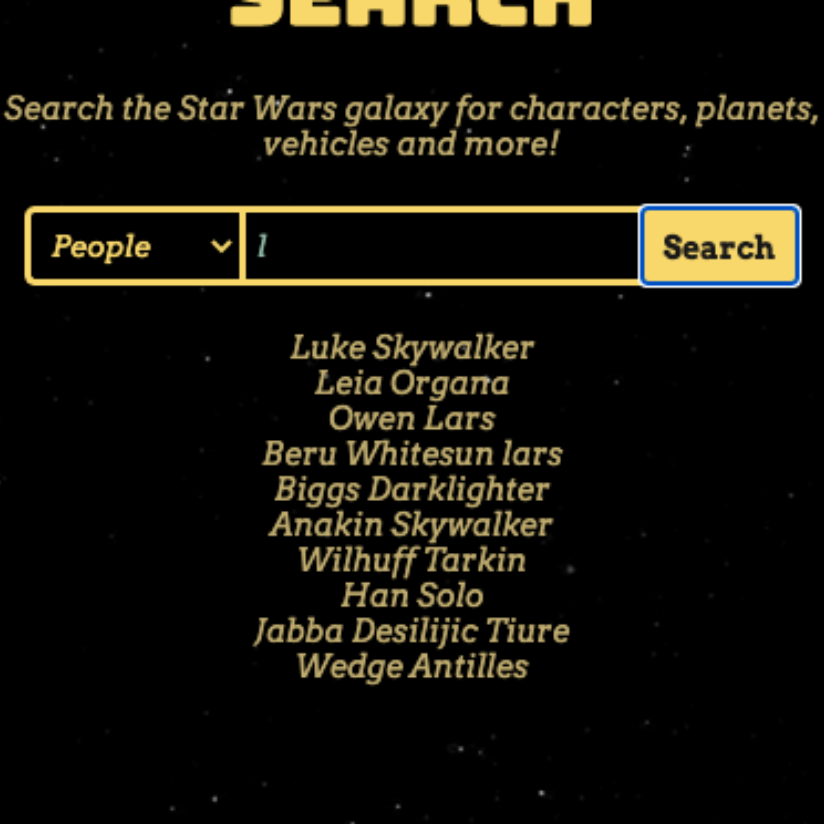 SEARCH
Search the Star Wars galaxy for characters, planets,
vehicles and more!
People l Search
Luke Skywalker
Leia Organa
Owen Lars
Beru Whitesun lars
Biggs Darklighter
Anakin Skywalker
Wilhuff Tarkin
Han Solo
Jabba Desilijic Tiure
Wedge Antilles